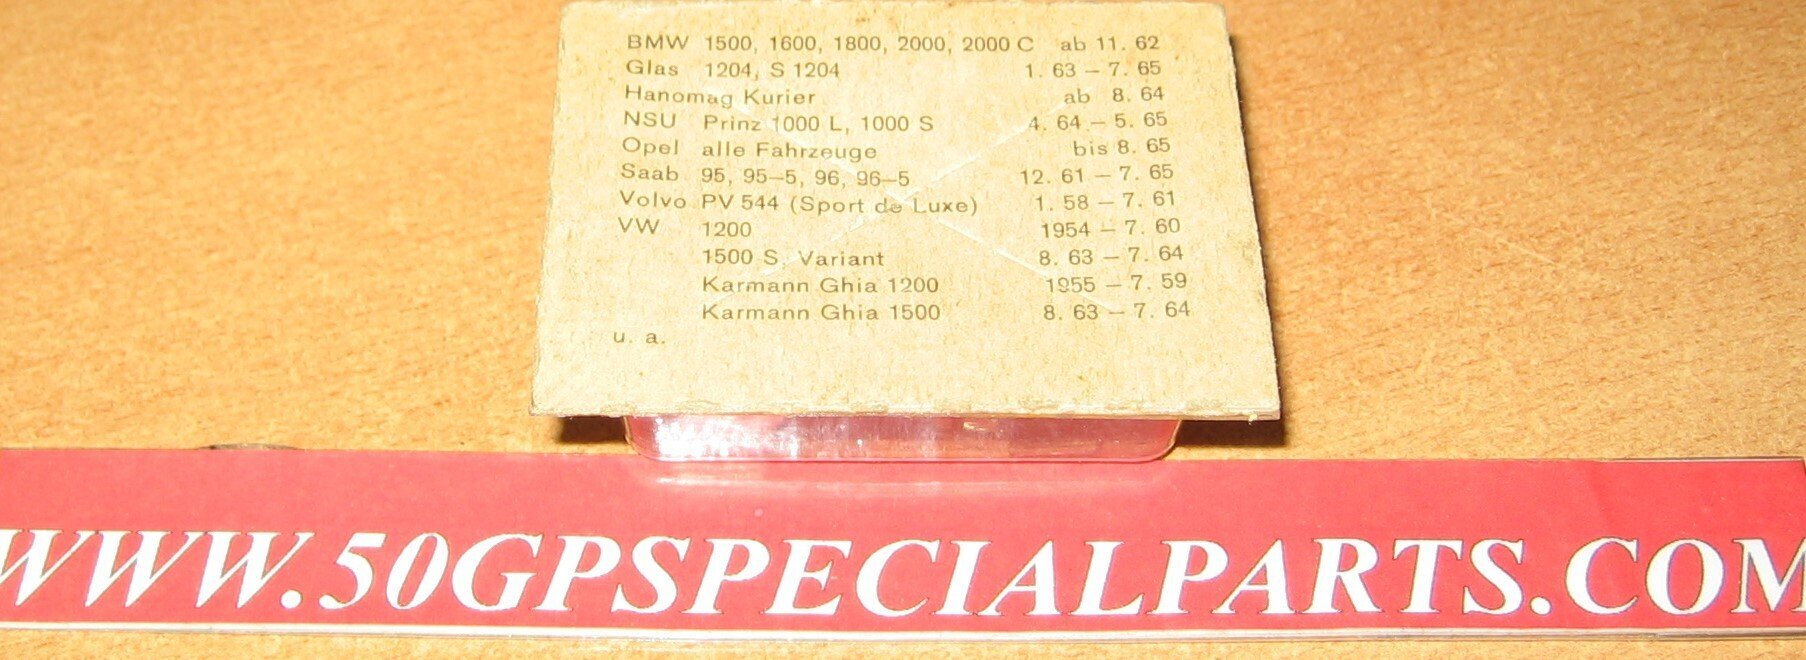 BMW 1500, 1600, 1800, 2000, 2000 C ab 11. 62
Glas 1204, S 1204 1. 63 – 7. 65
Hanomag Kurier ab 8. 64
NSU Prinz 1000 L, 1000 S 4. 64 – 5. 65
Opel alle Fahrzeuge bis 8. 65
Saab 95, 95–5, 96, 96–5 12. 61 – 7. 65
Volvo PV 544 (Sport de Luxe) 1. 58 – 7. 61
VW 1200 1954 – 7. 60
1500 S, Variant 8. 63 – 7. 64
Karmann Ghia 1200 1955 – 7. 59
Karmann Ghia 1500 8. 63 – 7. 64
u. a.
WWW.50GPSPECIALPARTS.COM